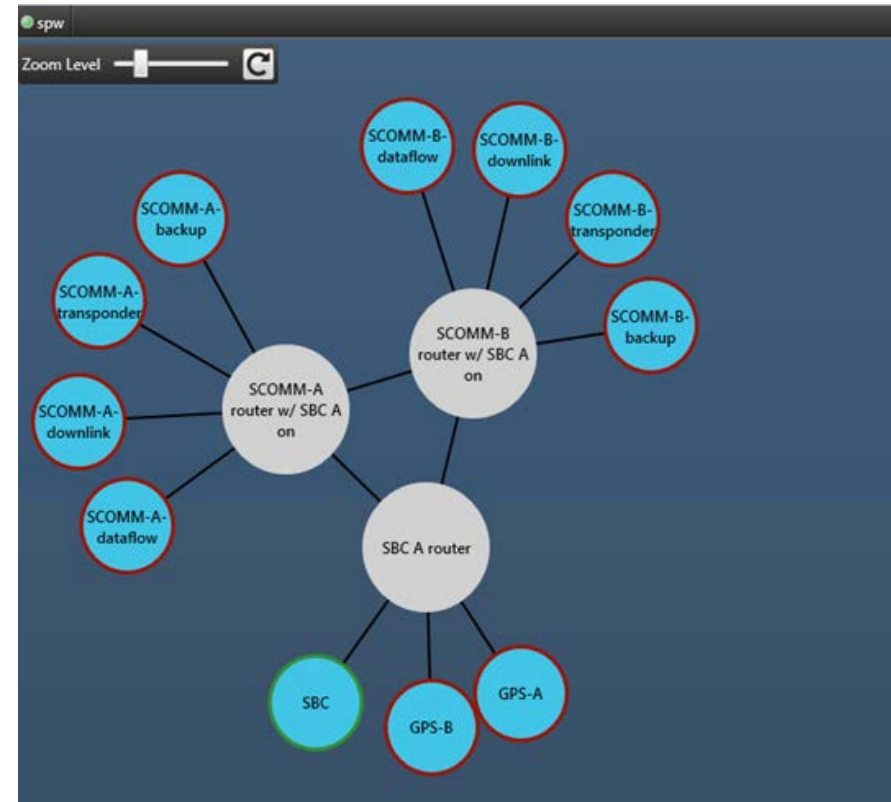 spw
Zoom Level
SCOMM-B-
dataflow
SCOMM-B-
downlink
SCOMM-A-
backup
SCOMM-B-
transponder
SCOMM-A-
transponder
SCOMM-B-
backup
SCOMM-B
router w/ SBC A
on
SCOMM-A
router w/ SBC A
on
SCOMM-A-
downlink
SCOMM-A-
dataflow
SBC A router
SBC
GPS-B
GPS-A